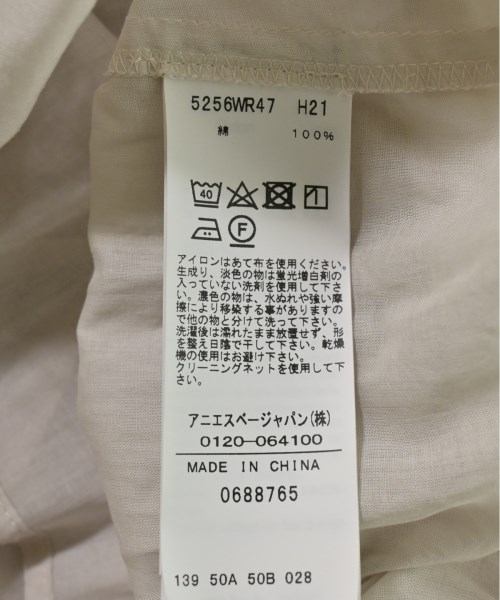 5256WR47 H21
綿 100%
40
F
アイロンはあて布を使用ください。
生成り、淡色の物は蛍光増白剤の
入っていない洗剤を使用して下さ
い。濃色の物は、水ぬれや強い摩
擦により移染する事がありますの
で他の物と分けて洗って下さい。
洗濯後は濡れたまま放置せず、形
を整え日陰で干して下さい。乾燥
機の使用はお避け下さい。
クリーニングネットを使用して下
さい。
アニエスベージャパン(株)
0120-064100
MADE IN CHINA
0688765
139 50A 50B 028